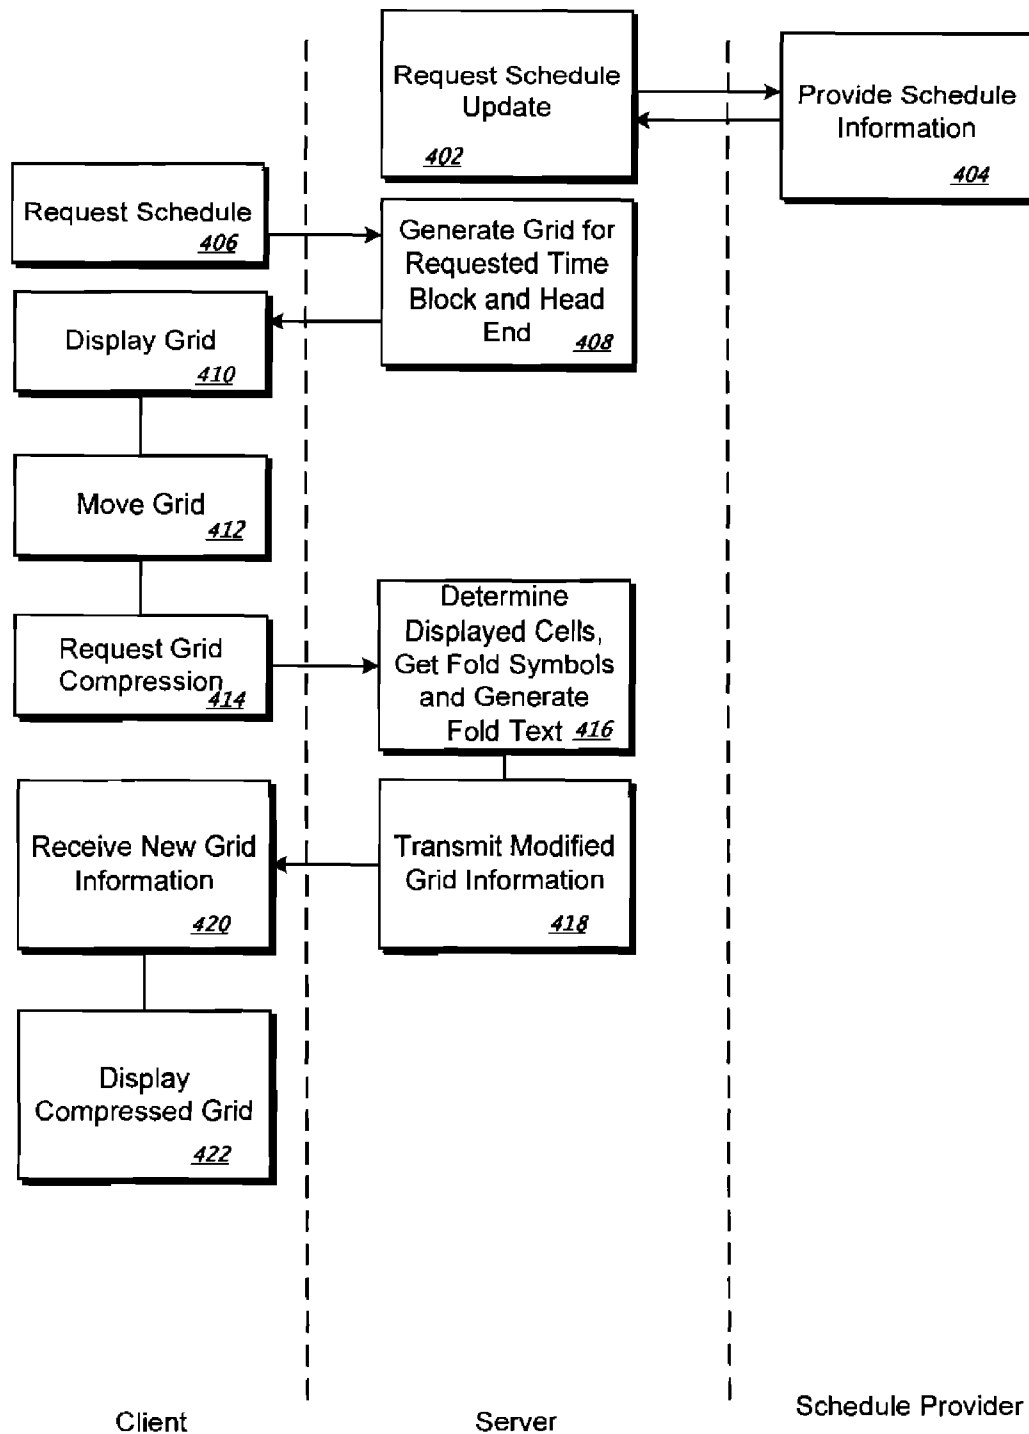 Request Schedule
Update
402
Provide Schedule
Information
404
Request Schedule
406
Generate Grid for
Requested Time
Block and Head
End
408
Display Grid
410
Move Grid
412
Request Grid
Compression
414
Determine
Displayed Cells,
Get Fold Symbols
and Generate
Fold Text
416
Transmit Modified
Grid Information
418
Receive New Grid
Information
420
Display
Compressed Grid
422
Client
Server
Schedule Provider